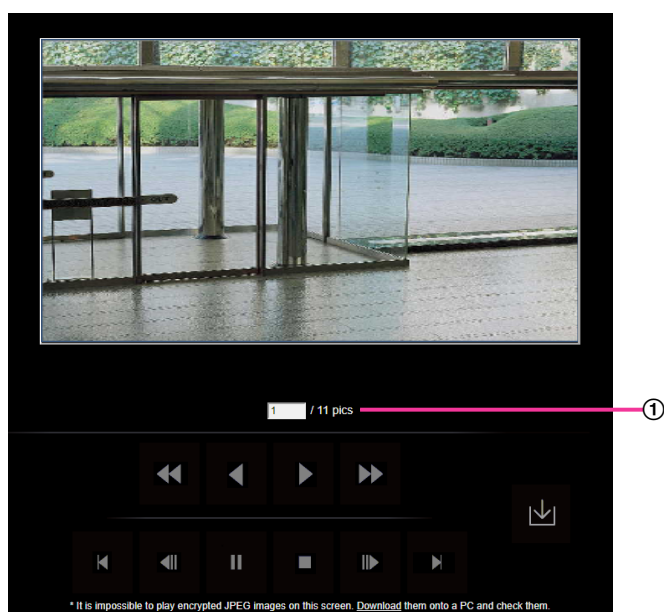 1 / 11 pics
①
* It is impossible to play encrypted JPEG images on this screen. Download them onto a PC and check them.